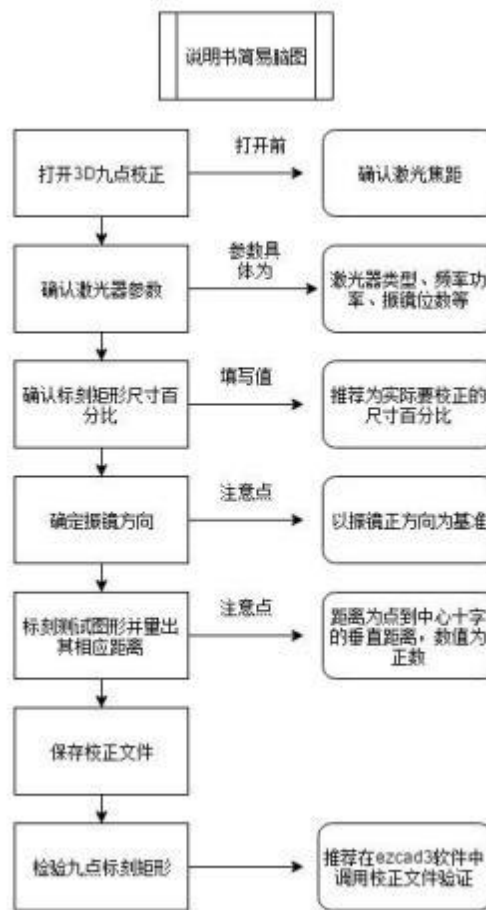 说明书简易脑图
打开3D九点校正
打开前
确认激光焦距
确认激光器参数
参数具
体为
激光器类型、频率功
率、振镜位数等
确认标刻矩形尺寸百
分比
填写值
推荐为实际要校正的
尺寸百分比
确定振镜方向
注意点
以振镜正方向为基准
标刻测试图形并量出
其相应距离
注意点
距离为点到中心十字
的垂直距离，数值为
正数
保存校正文件
检验九点标刻矩形
推荐在ezcad3软件中
调用校正文件验证